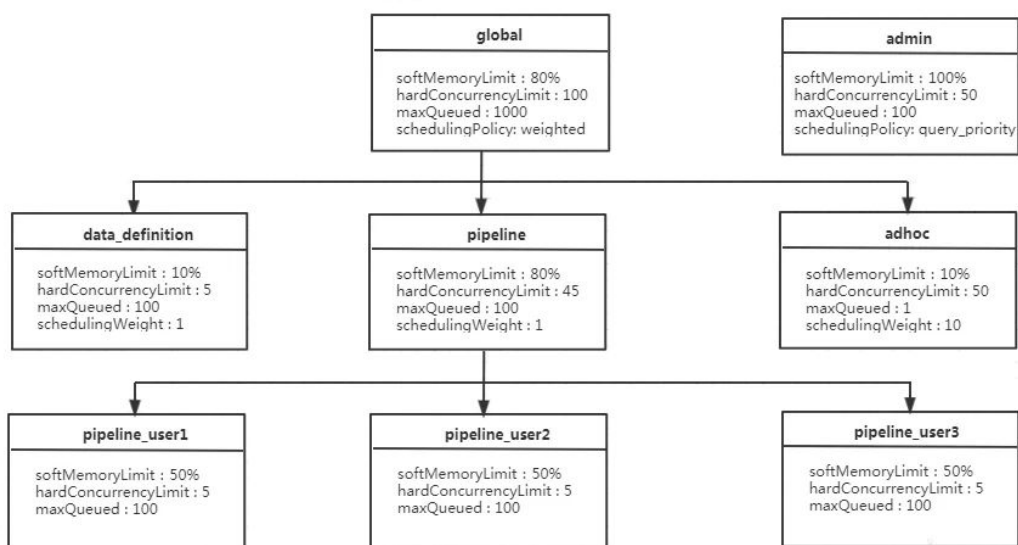 global
softMemoryLimit : 80%
hardConcurrencyLimit : 100
maxQueued : 1000
schedulingPolicy: weighted
admin
softMemoryLimit : 100%
hardConcurrencyLimit : 50
maxQueued : 100
schedulingPolicy: query_priority
data_definition
softMemoryLimit : 10%
hardConcurrencyLimit : 5
maxQueued : 100
schedulingWeight : 1
pipeline
softMemoryLimit : 80%
hardConcurrencyLimit : 45
maxQueued : 100
schedulingWeight : 1
adhoc
softMemoryLimit : 10%
hardConcurrencyLimit : 50
maxQueued : 1
schedulingWeight : 10
pipeline_user1
softMemoryLimit : 50%
hardConcurrencyLimit : 5
maxQueued : 100
pipeline_user2
softMemoryLimit : 50%
hardConcurrencyLimit : 5
maxQueued : 100
pipeline_user3
softMemoryLimit : 50%
hardConcurrencyLimit : 5
maxQueued : 100